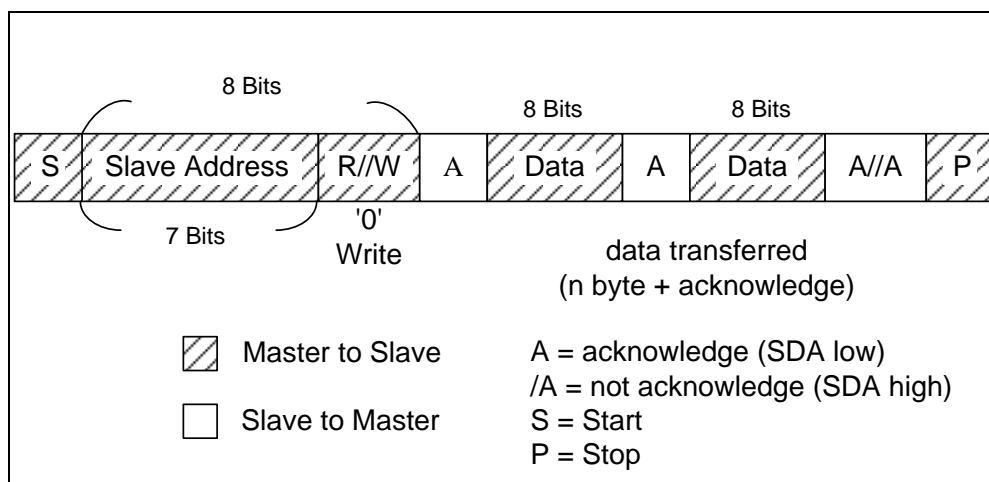 8 Bits
8 Bits
8 Bits
S Slave Address R//W A Data A Data A//A P
7 Bits
'0'
Write
data transferred
(n byte + acknowledge)
Master to Slave
Slave to Master
A = acknowledge (SDA low)
/A = not acknowledge (SDA high)
S = Start
P = Stop